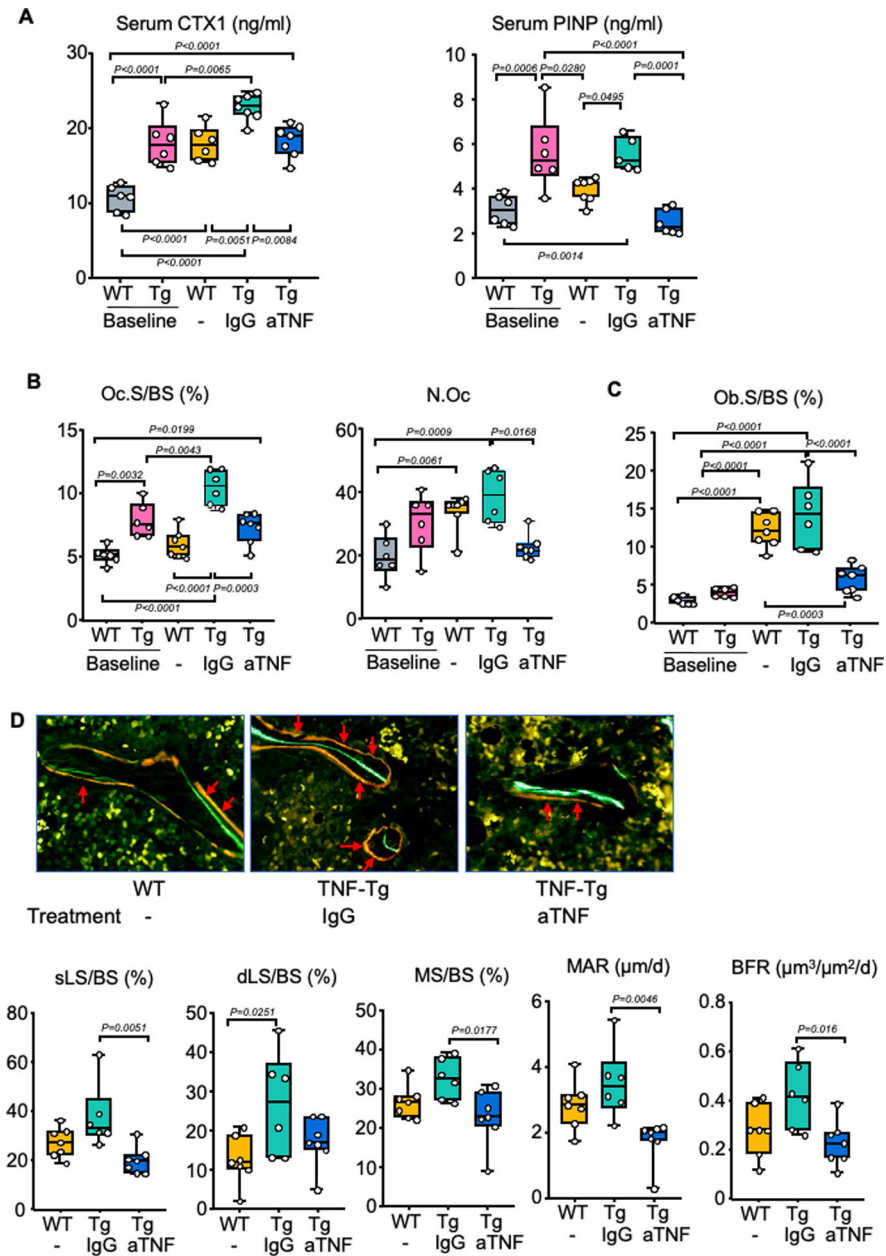 A
Serum CTX1 (ng/ml)
Serum PINP (ng/ml)
P<0.0001
P<0.0001
P=0.0065
30
20
10
0
P<0.0001
P=0.0051
P=0.0084
P<0.0001
WT Tg WT Tg Tg
Baseline - IgG aTNF
P<0.0001
P=0.0006
P=0.0280
P=0.0001
P=0.0495
10
8
6
4
2
0
P=0.0014
WT Tg WT Tg Tg
Baseline - IgG aTNF
B
Oc.S/BS (%)
P=0.0199
P=0.0043
P=0.0032
15
10
5
0
P<0.0001
P=0.0003
P<0.0001
WT Tg WT Tg Tg
Baseline - IgG aTNF
N.Oc
P=0.0009
P=0.0168
P=0.0061
60
40
20
0
WT Tg WT Tg Tg
Baseline - IgG aTNF
C
Ob.S/BS (%)
P<0.0001
P<0.0001
P<0.0001
P<0.0001
P<0.0001
25
20
15
10
5
0
P=0.0003
WT Tg WT Tg Tg
Baseline - IgG aTNF
D
WT TNF-Tg TNF-Tg
Treatment - IgG aTNF
sLS/BS (%)
P=0.0051
80
60
40
20
0
WT Tg Tg
- IgG aTNF
dLS/BS (%)
P=0.0251
50
40
30
20
10
0
WT Tg Tg
- IgG aTNF
MS/BS (%)
P=0.0177
50
40
30
20
10
0
WT Tg Tg
- IgG aTNF
MAR (µm/d)
P=0.0046
6
4
2
0
WT Tg Tg
- IgG aTNF
BFR (µm³/µm²/d)
P=0.016
0.8
0.6
0.4
0.2
0
WT Tg Tg
- IgG aTNF